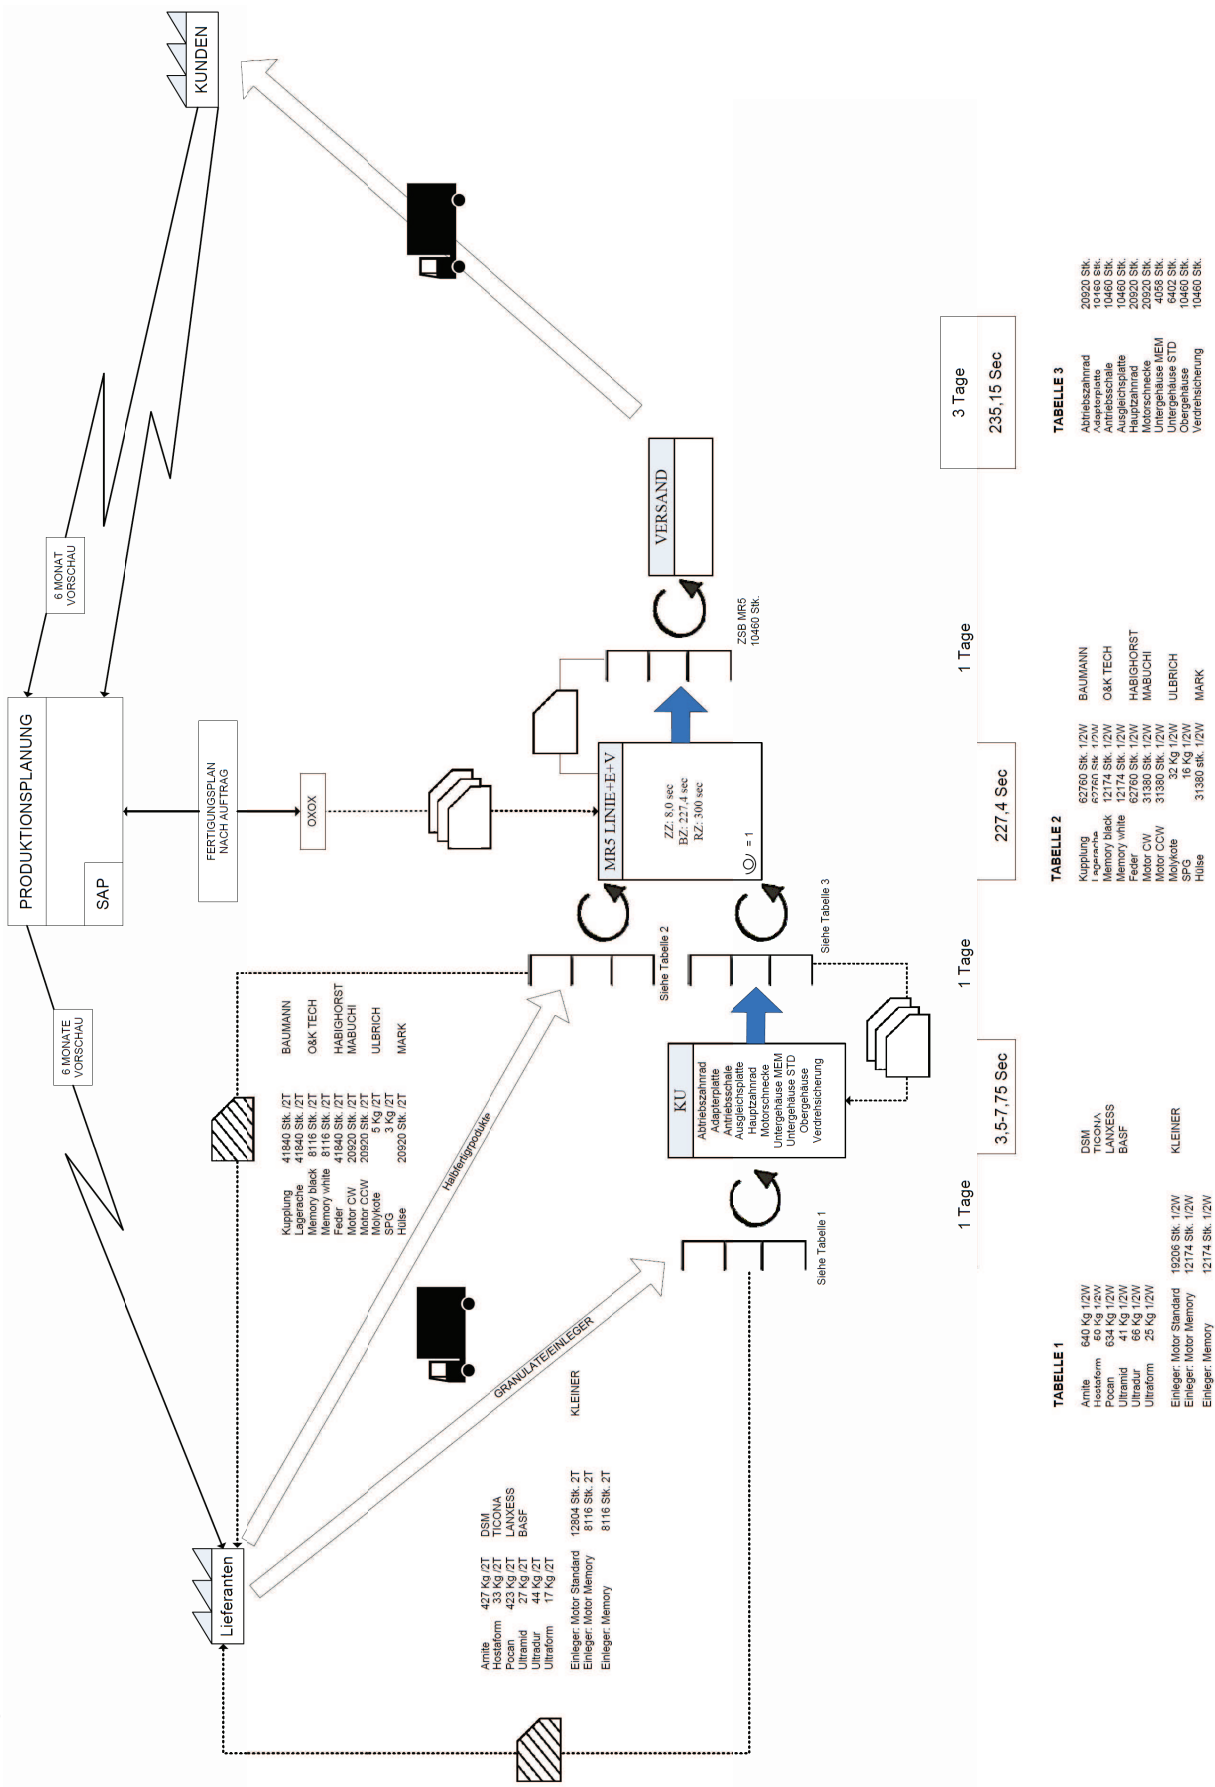 PRODUKTIONSPLANUNG
SAP
6 MONATE
VORSCHAU
6 MONAT
VORSCHAU
KUNDEN
Lieferanten
FERTIGUNGSPLAN
NACH AUFTRAG
OXOX
Kupplung 41840 Stk. /2T BAUMANN
Lagerache 41840 Stk. /2T
Memory black 8116 Stk. /2T O&K TECH
Memory white 8116 Stk. /2T
Feder 41840 Stk. /2T HABIGHORST
Motor CW 20920 Stk. /2T MABUCHI
Motor CCW 20920 Stk. /2T
Molykote 5 Kg /2T ULBRICH
SPG 3 Kg /2T
Hülse 20920 Stk. /2T MARK
Halbfertigrpodukte
GRANULATE/EINLEGER
Arnite 427 Kg /2T DSM
Hostaform 33 Kg /2T TICONA
Pocan 423 Kg /2T LANXESS
Ultramid 27 Kg /2T BASF
Ultradur 44 Kg /2T
Ultraform 17 Kg /2T
Einleger: Motor Standard 12804 Stk. 2T KLEINER
Einleger: Motor Memory 8116 Stk. 2T
Einleger: Memory 8116 Stk. 2T
Siehe Tabelle 1
KU
Abtriebszahnrad
Adapterplatte
Antriebsschale
Ausgleichsplatte
Hauptzahnrad
Motorschnecke
Untergehäuse MEM
Untergehäuse STD
Obergehäuse
Verdrehsicherung
Siehe Tabelle 2
Siehe Tabelle 3
MR5 LINIE+E+V
ZZ: 8,0 sec
BZ: 227,4 sec
RZ: 300 sec
= 1
ZSB MR5
10460 Stk.
VERSAND
1 Tage
3,5-7,75 Sec
1 Tage
227,4 Sec
1 Tage
3 Tage
235,15 Sec
TABELLE 1
Arnite 640 Kg 1/2W DSM
Hostaform 50 Kg 1/2W TICONA
Pocan 634 Kg 1/2W LANXESS
Ultramid 41 Kg 1/2W BASF
Ultradur 66 Kg 1/2W
Ultraform 25 Kg 1/2W
Einleger: Motor Standard 19206 Stk. 1/2W KLEINER
Einleger: Motor Memory 12174 Stk. 1/2W
Einleger: Memory 12174 Stk. 1/2W
TABELLE 2
Kupplung 62760 Stk. 1/2W BAUMANN
Lagerache 62760 Stk. 1/2W
Memory black 12174 Stk. 1/2W O&K TECH
Memory white 12174 Stk. 1/2W
Feder 62760 Stk. 1/2W HABIGHORST
Motor CW 31380 Stk. 1/2W MABUCHI
Motor CCW 31380 Stk. 1/2W
Molykote 32 Kg 1/2W ULBRICH
SPG 16 Kg 1/2W
Hülse 31380 stk. 1/2W MARK
TABELLE 3
Abtriebszahnrad 20920 Stk.
Adapterplatte 10460 Stk.
Antriebsschale 10460 Stk.
Ausgleichsplatte 10460 Stk.
Hauptzahnrad 20920 Stk.
Motorschnecke 20920 Stk.
Untergehäuse MEM 4058 Stk.
Untergehäuse STD 6402 Stk.
Obergehäuse 10460 Stk.
Verdrehsicherung 10460 Stk.